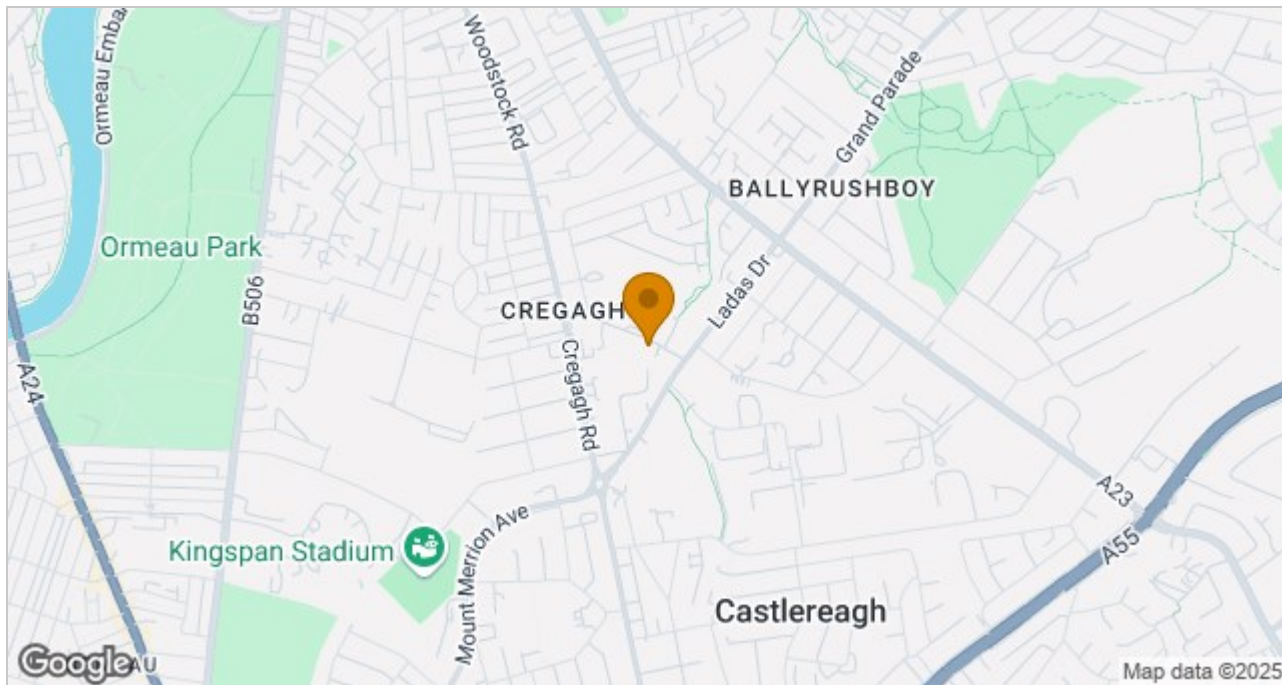 Ormeau Emba
Woodstock Rd
Grand Parade
BALLYRUSHBOY
Ormeau Park
B506
Ladas Dr
CREGAGH
Cregagh Rd
A24
A23
A55
Mount Merrion Ave
Kingspan Stadium
Castlereagh
Google
AU
Map data ©2025